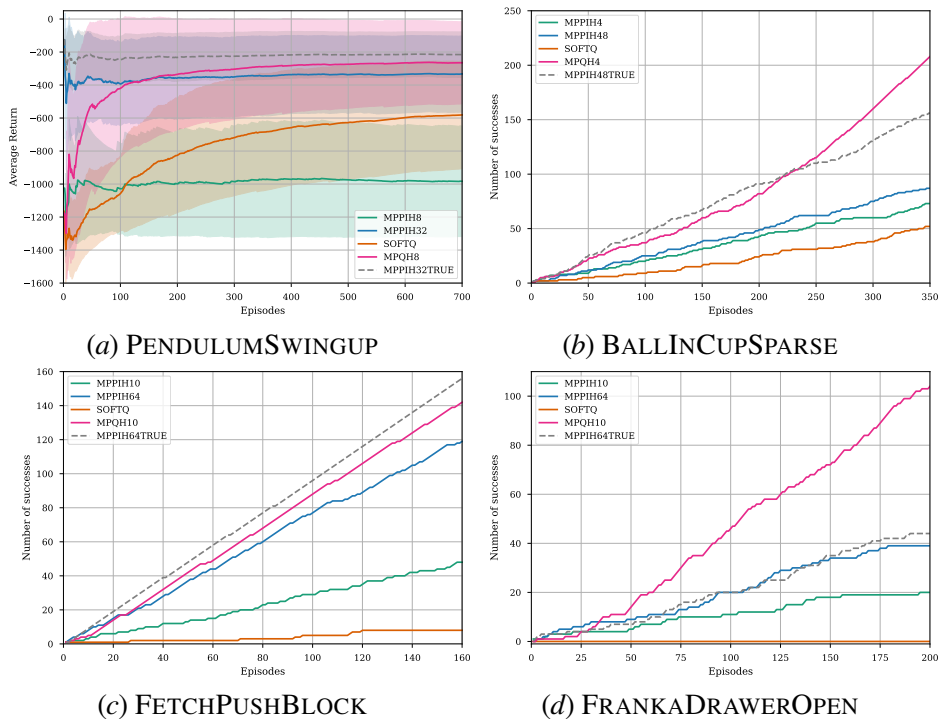 0
−200
−400
−600
−800
−1000
−1200
−1400
−1600
Average Return
0 100 200 300 400 500 600 700
Episodes
MPPIH8
MPPIH32
SOFTQ
MPQH8
MPPIH32TRUE
(a) PENDULUMSWINGUP
250
200
150
100
50
0
Number of successes
0 50 100 150 200 250 300 350
Episodes
MPPIH4
MPPIH48
SOFTQ
MPQH4
MPPIH48TRUE
(b) BALLINCUPSPARSE
160
140
120
100
80
60
40
20
0
Number of successes
0 20 40 60 80 100 120 140 160
Episodes
MPPIH10
MPPIH64
SOFTQ
MPQH10
MPPIH64TRUE
(c) FETCHPUSHBLOCK
100
80
60
40
20
0
Number of successes
0 25 50 75 100 125 150 175 200
Episodes
MPPIH10
MPPIH64
SOFTQ
MPQH10
MPPIH64TRUE
(d) FRANKADRAWEROPEN